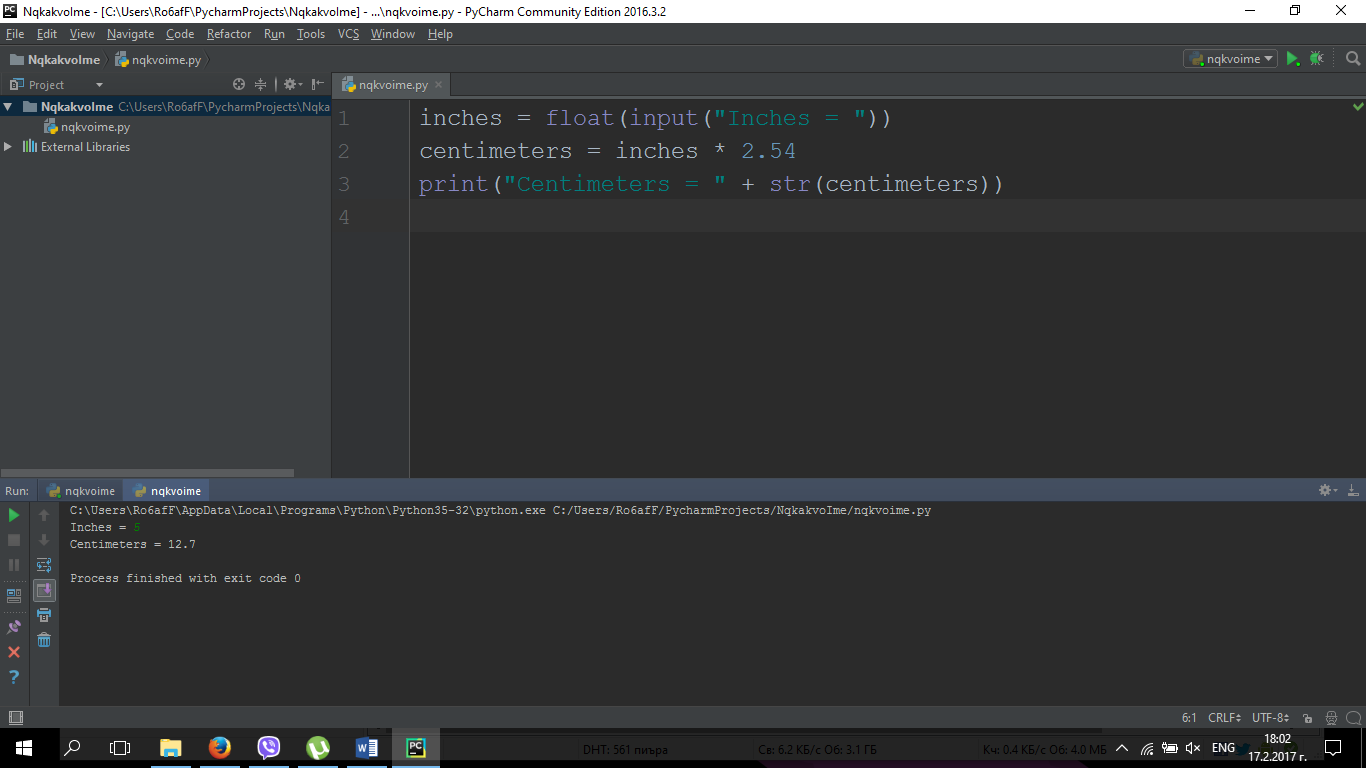 Nqkakvolme - [C:\Users\Ro6afF\PycharmProjects\Nqkakvolme] - ...\nqkvoime.py - PyCharm Community Edition 2016.3.2
File Edit View Navigate Code Refactor Run Tools VCS Window Help
Nqkakvolme nqkvoime.py nqkvoime
Project nqkvoime.py
Nqkakvolme C:\Users\Ro6afF\PycharmProjects\Nqka
nqkvoime.py
External Libraries
1 inches = float(input("Inches = "))
2 centimeters = inches * 2.54
3 print("Centimeters = " + str(centimeters))
4
Run: nqkvoime nqkvoime
C:\Users\Ro6afF\AppData\Local\Programs\Python\Python35-32\python.exe C:/Users/Ro6afF/PycharmProjects/NqkakvoIme/nqkvoime.py
Inches = 5
Centimeters = 12.7
Process finished with exit code 0
6:1 CRLF UTF-8
DHT: 561 пиъра Св: 6.2 КБ/с Об: 3.1 ГБ Кч: 0.4 КБ/с Об: 4.0 МБ ENG 18:02
17.2.2017 г.